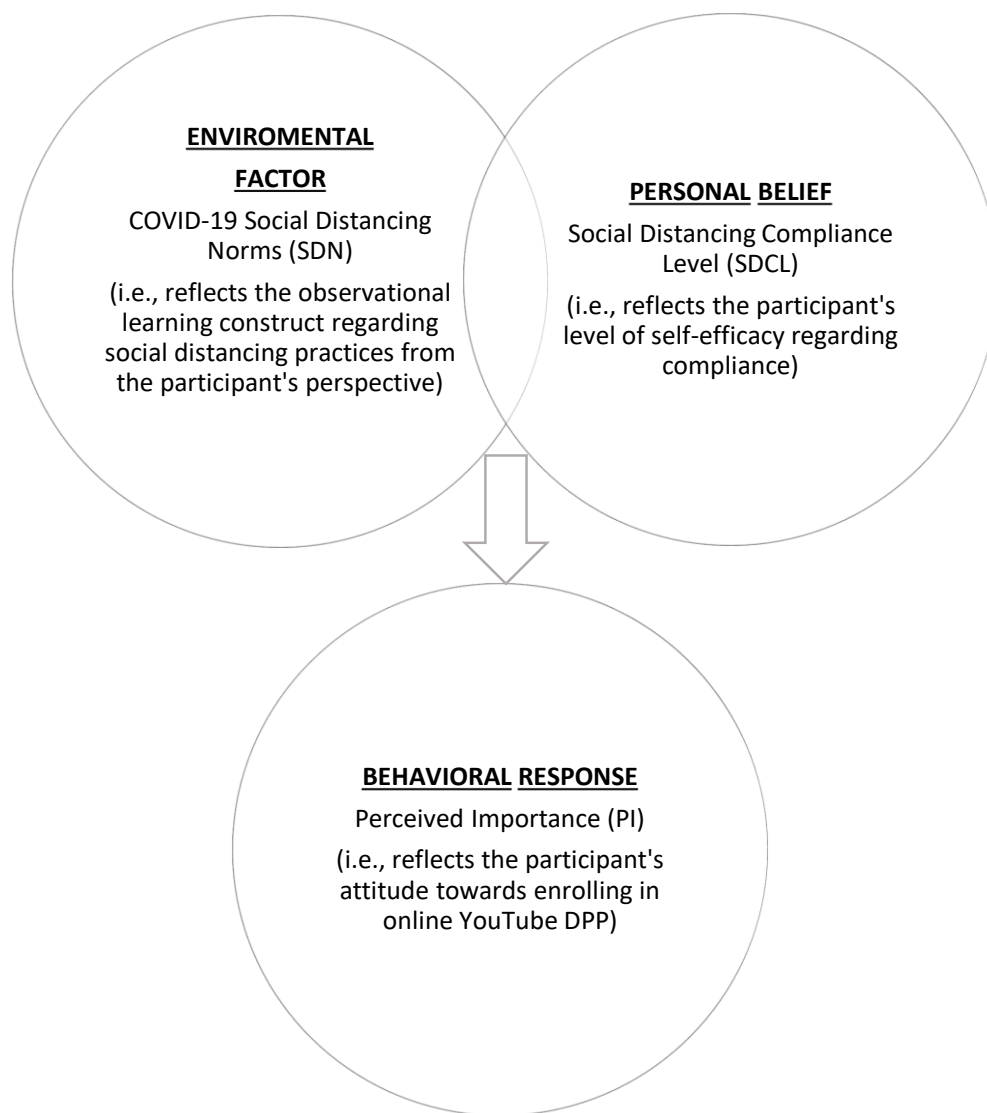 ENVIROMENTAL
FACTOR
COVID-19 Social Distancing
Norms (SDN)
(i.e., reflects the observational
learning construct regarding
social distancing practices from
the participant's perspective)
PERSONAL BELIEF
Social Distancing Compliance
Level (SDCL)
(i.e., reflects the participant's
level of self-efficacy regarding
compliance)
BEHAVIORAL RESPONSE
Perceived Importance (PI)
(i.e., reflects the participant's
attitude towards enrolling in
online YouTube DPP)